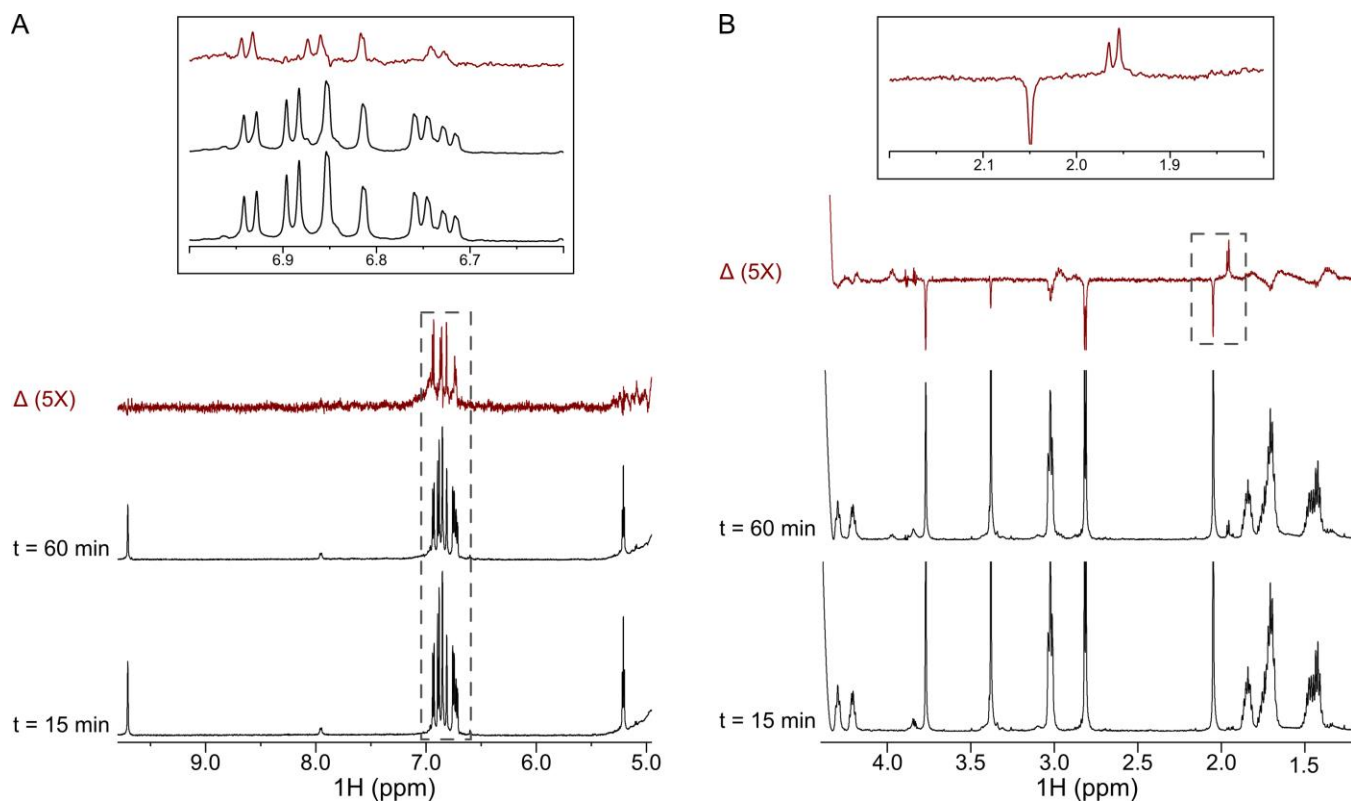 A
6.9 6.8 6.7
Δ (5X)
t = 60 min
t = 15 min
9.0 8.0 7.0 6.0 5.0
1H (ppm)
B
2.1 2.0 1.9
Δ (5X)
t = 60 min
t = 15 min
4.0 3.5 3.0 2.5 2.0 1.5
1H (ppm)